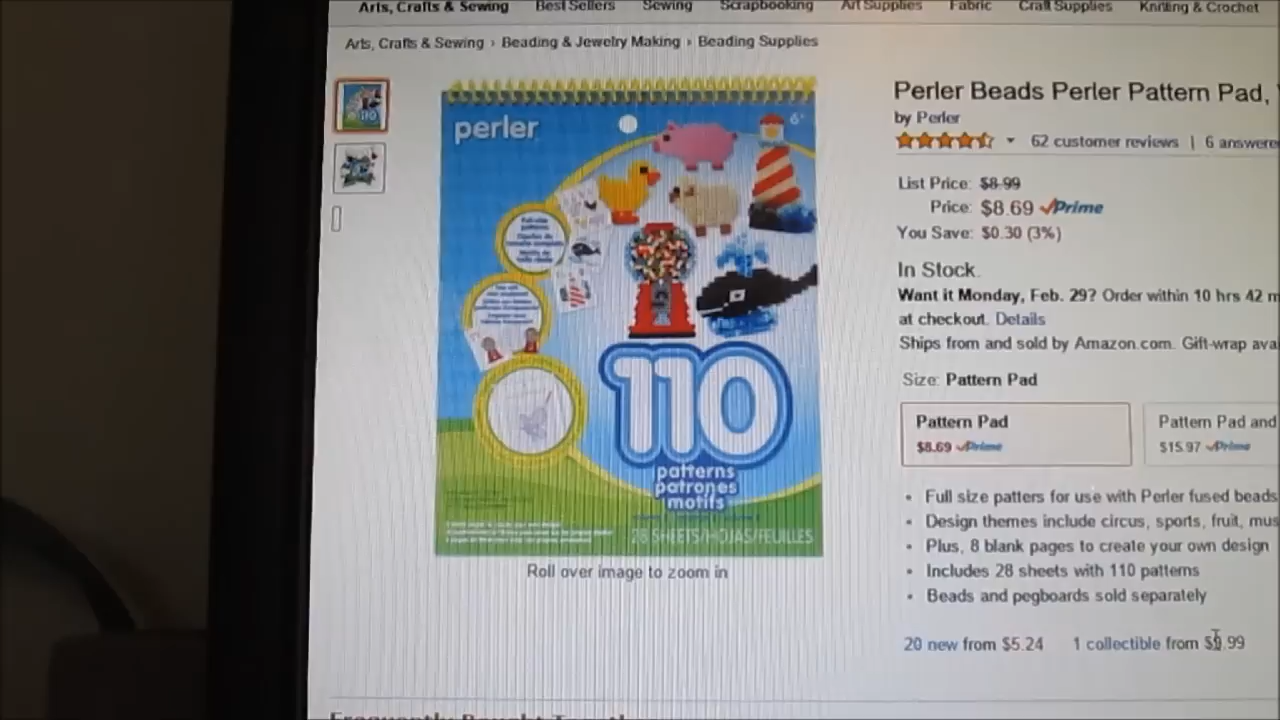 Arts, Crafts & Sewing Best Sellers Sewing Scrapbooking Art Supplies Fabric Craft Supplies Knitting & Crochet
Arts, Crafts & Sewing › Beading & Jewelry Making › Beading Supplies
perler
6+
110
patterns
patrones
motifs
28 SHEETS/HOJAS/FEUILLES
Roll over image to zoom in
Perler Beads Perler Pattern Pad,
by Perler
62 customer reviews | 6 answere
List Price: $8.99
Price: $8.69 Prime
You Save: $0.30 (3%)
In Stock.
Want it Monday, Feb. 29? Order within 10 hrs 42 m
at checkout. Details
Ships from and sold by Amazon.com. Gift-wrap ava
Size: Pattern Pad
Pattern Pad
$8.69 Prime
Pattern Pad and
$15.97 Prime
• Full size patters for use with Perler fused beads
• Design themes include circus, sports, fruit, mus
• Plus, 8 blank pages to create your own design
• Includes 28 sheets with 110 patterns
• Beads and pegboards sold separately
20 new from $5.24 1 collectible from $9.99